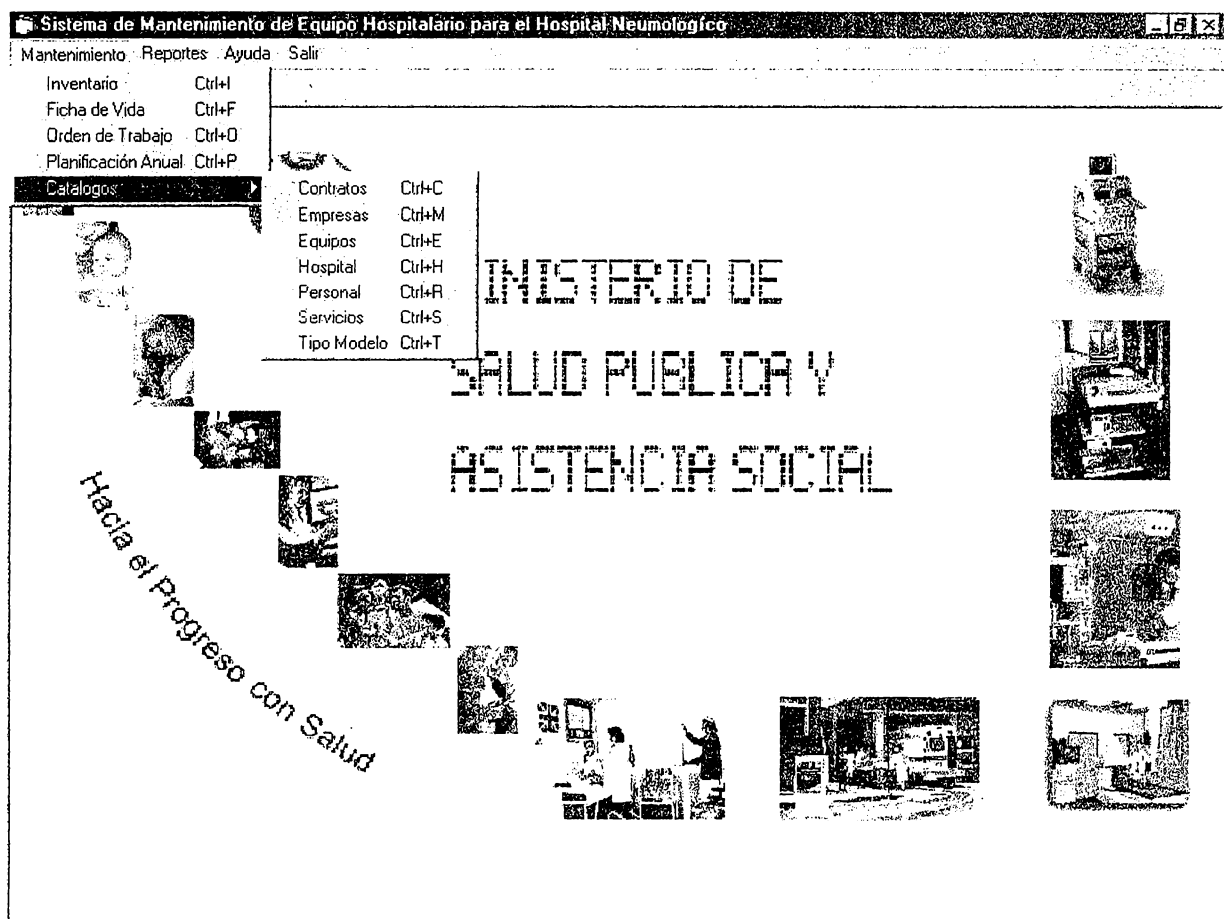 Sistema de Mantenimiento de Equipo Hospitalario para el Hospital Neumologíco
Mantenimiento Reportes Ayuda Salir
Inventario Ctrl+I
Ficha de Vida Ctrl+F
Orden de Trabajo Ctrl+O
Planificación Anual Ctrl+P
Catalogos
Contratos Ctrl+C
Empresas Ctrl+M
Equipos Ctrl+E
Hospital Ctrl+H
Personal Ctrl+R
Servicios Ctrl+S
Tipo Modelo Ctrl+T
INISTERIO DE
SALUD PUBLICA Y
ASISTENCIA SOCIAL
Hacia el Progreso con Salud